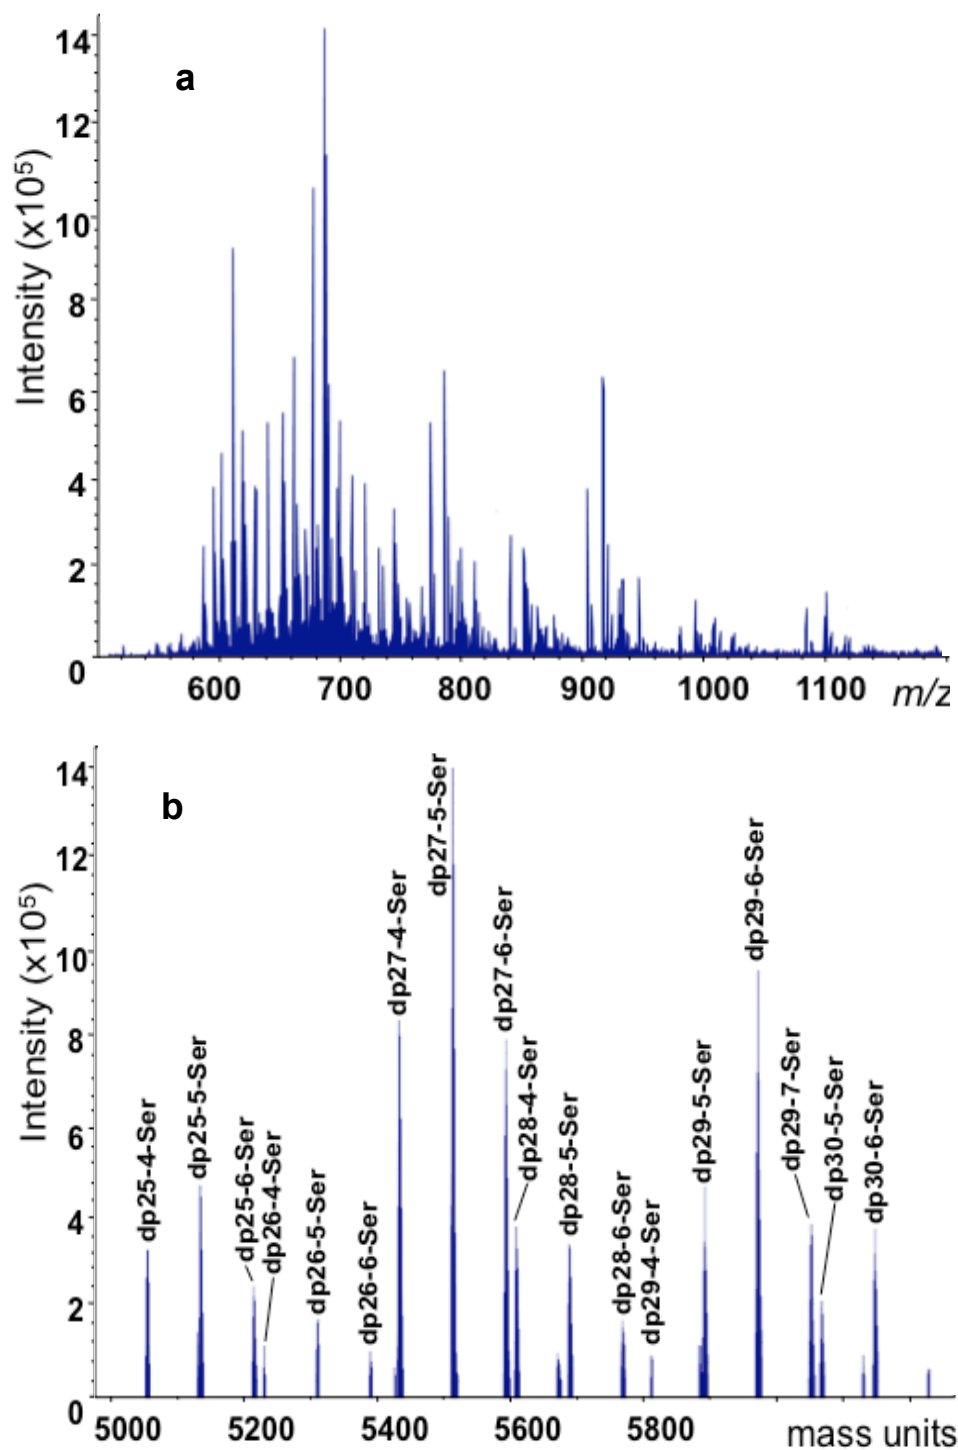 a
Intensity (x10⁵)
14
12
10
8
6
4
2
0
600 700 800 900 1000 1100 m/z
b
Intensity (x10⁵)
14
12
10
8
6
4
2
0
dp25-4-Ser
dp25-5-Ser
dp25-6-Ser
dp26-4-Ser
dp26-5-Ser
dp26-6-Ser
dp27-4-Ser
dp27-5-Ser
dp27-6-Ser
dp28-4-Ser
dp28-5-Ser
dp28-6-Ser
dp29-4-Ser
dp29-5-Ser
dp29-6-Ser
dp29-7-Ser
dp30-5-Ser
dp30-6-Ser
5000 5200 5400 5600 5800 mass units